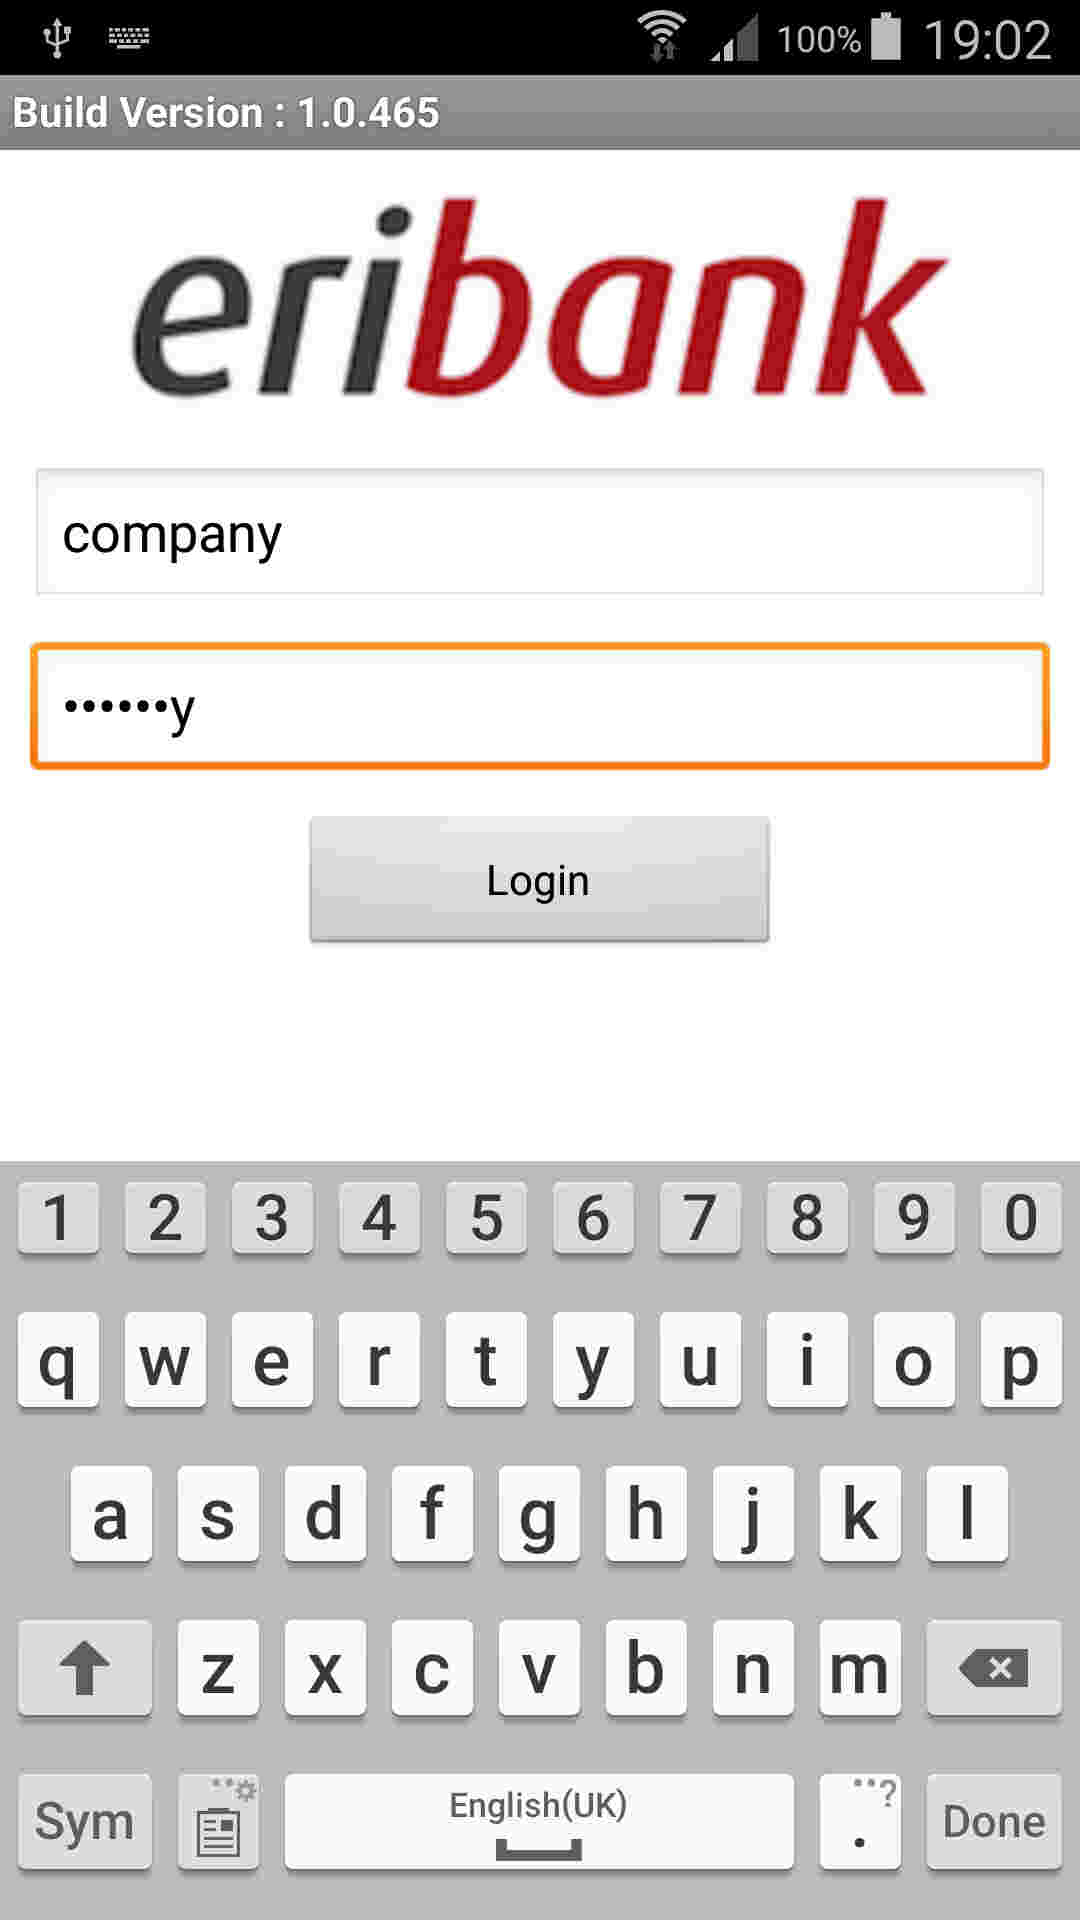 100% 19:02
Build Version : 1.0.465
eribank
company
••••••y
Login
1 2 3 4 5 6 7 8 9 0
q w e r t y u i o p
a s d f g h j k l
z x c v b n m
Sym English(UK) . ? Done